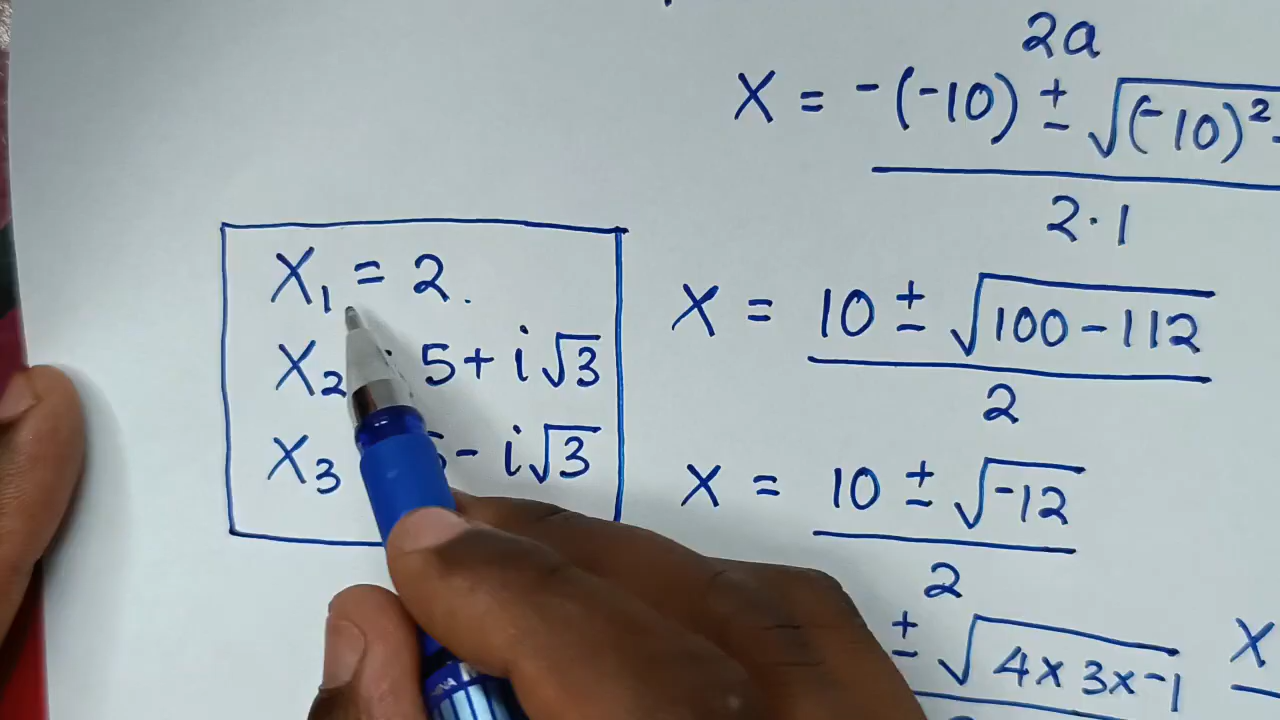 X₁ = 2.
X₂ 5 + i√3
X₃ - i√3
2a
X = -(-10) ± √(-10)²
2·1
X = 10 ± √100 - 112
2
X = 10 ± √-12
2
± √4 x 3 x -1
X